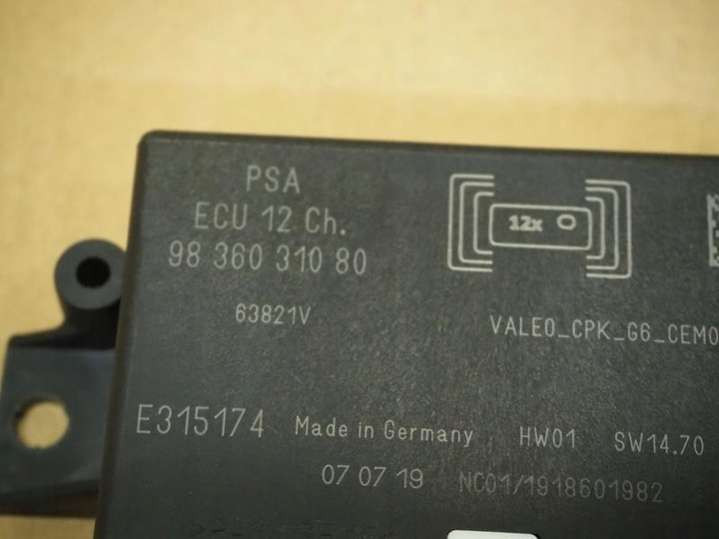 PSA
ECU 12 Ch.
98 360 310 80
63821V
12x
VALEO_CPK_G6_CEM0
E315174 Made in Germany HW01 SW14.70
07 07 19 NC01/1918601982